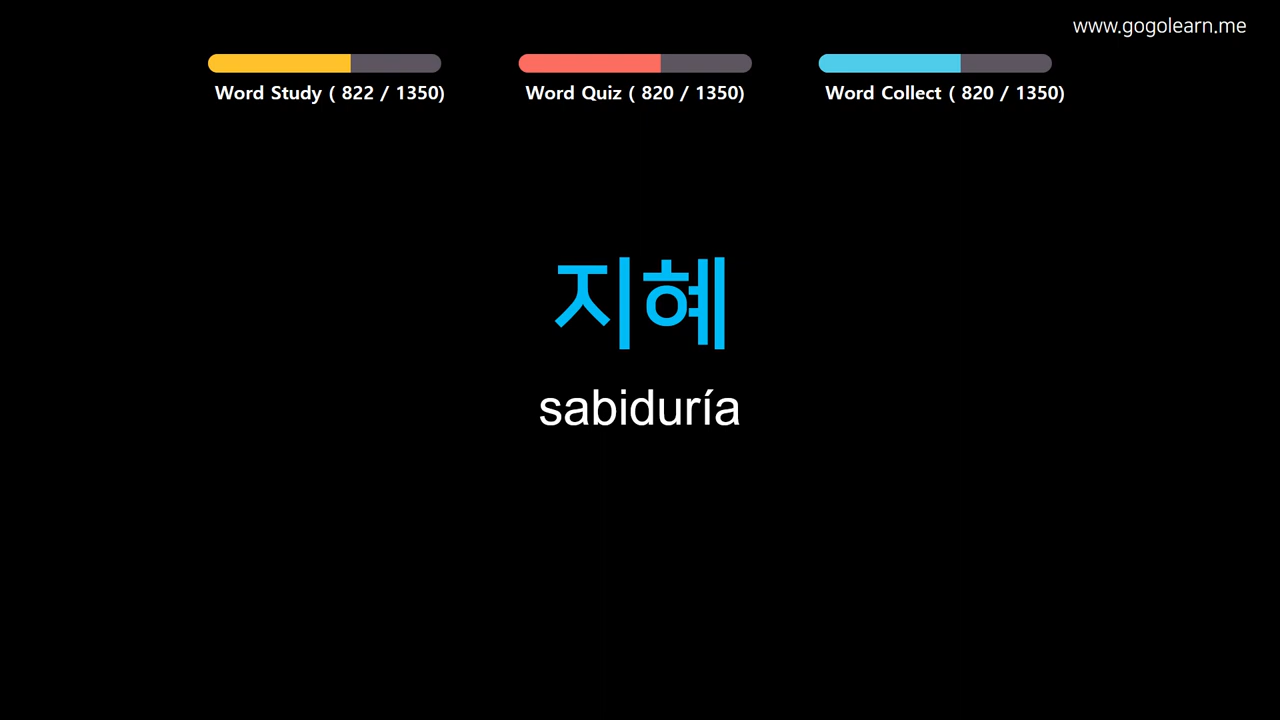 www.gogolearn.me
Word Study ( 822 / 1350)
Word Quiz ( 820 / 1350)
Word Collect ( 820 / 1350)
지혜
sabiduría